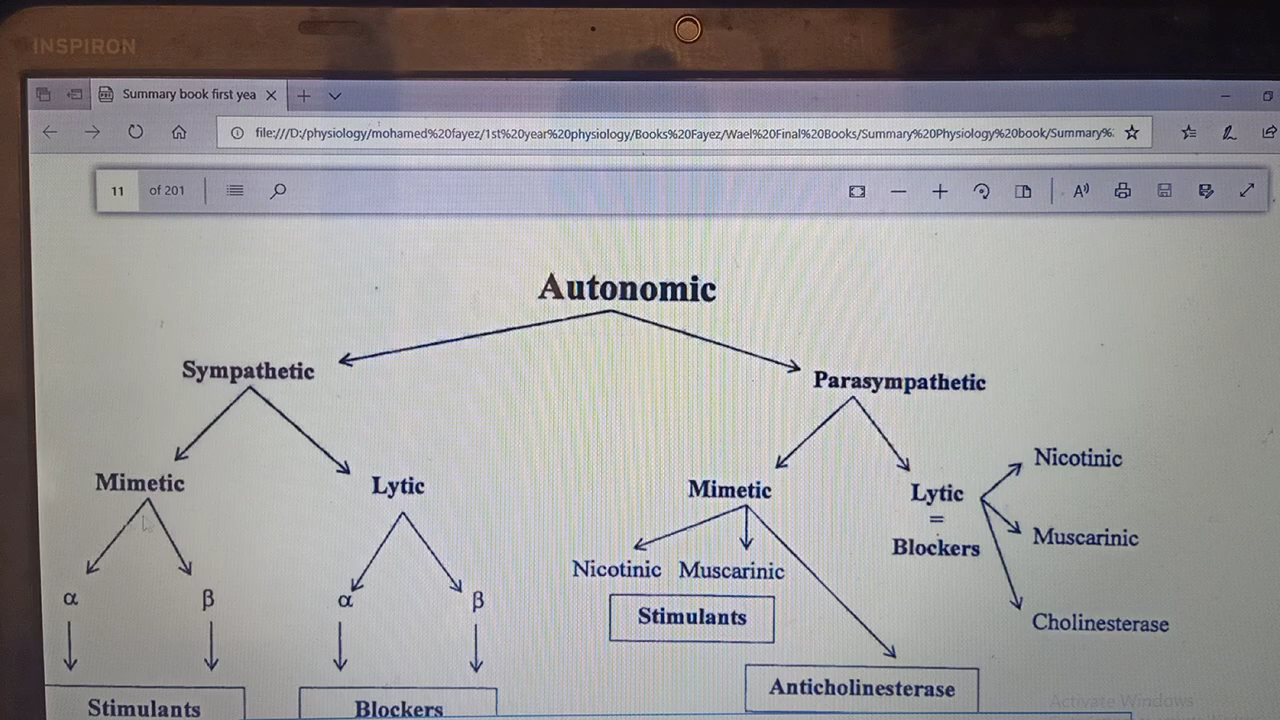 INSPIRON
Summary book first yea
file:///D:/physiology/mohamed%20fayez/1st%20year%20physiology/Books%20Fayez/Wael%20Final%20Books/Summary%20Physiology%20book/Summary%:
11 of 201
Autonomic
Sympathetic
Parasympathetic
Mimetic
Lytic
Mimetic
Lytic
=
Blockers
Nicotinic
Muscarinic
Cholinesterase
Nicotinic Muscarinic
Stimulants
α β α β
Anticholinesterase
Stimulants
Blockers
Activate Windows